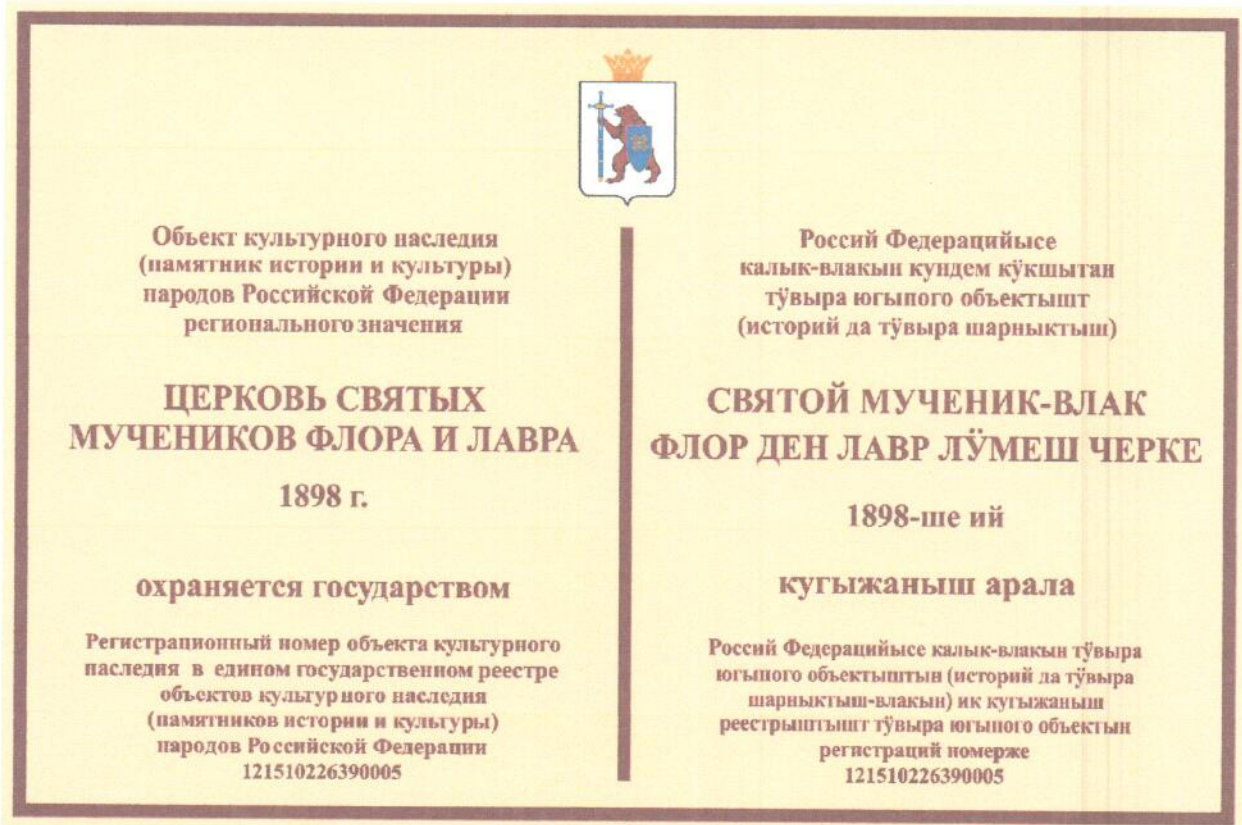 Объект культурного наследия
(памятник истории и культуры)
народов Российской Федерации
регионального значения
ЦЕРКОВЬ СВЯТЫХ
МУЧЕНИКОВ ФЛОРА И ЛАВРА
1898 г.
охраняется государством
Регистрационный номер объекта культурного
наследия в едином государственном реестре
объектов культурного наследия
(памятников истории и культуры)
народов Российской Федерации
121510226390005
Россий Федерацийысе
калык-влакын кундем кӱкшытан
тӱвыра югыпого объектышт
(историй да тӱвыра шарныктыш)
СВЯТОЙ МУЧЕНИК-ВЛАК
ФЛОР ДЕН ЛАВР ЛӰМЕШ ЧЕРКЕ
1898-ше ий
кугыжаныш арала
Россий Федерацийысе калык-влакын тӱвыра
югыпого объектыштын (историй да тӱвыра
шарныктыш-влакын) ик кугыжаныш
реестрыштышт тӱвыра югыпого объектын
регистраций номерже
121510226390005